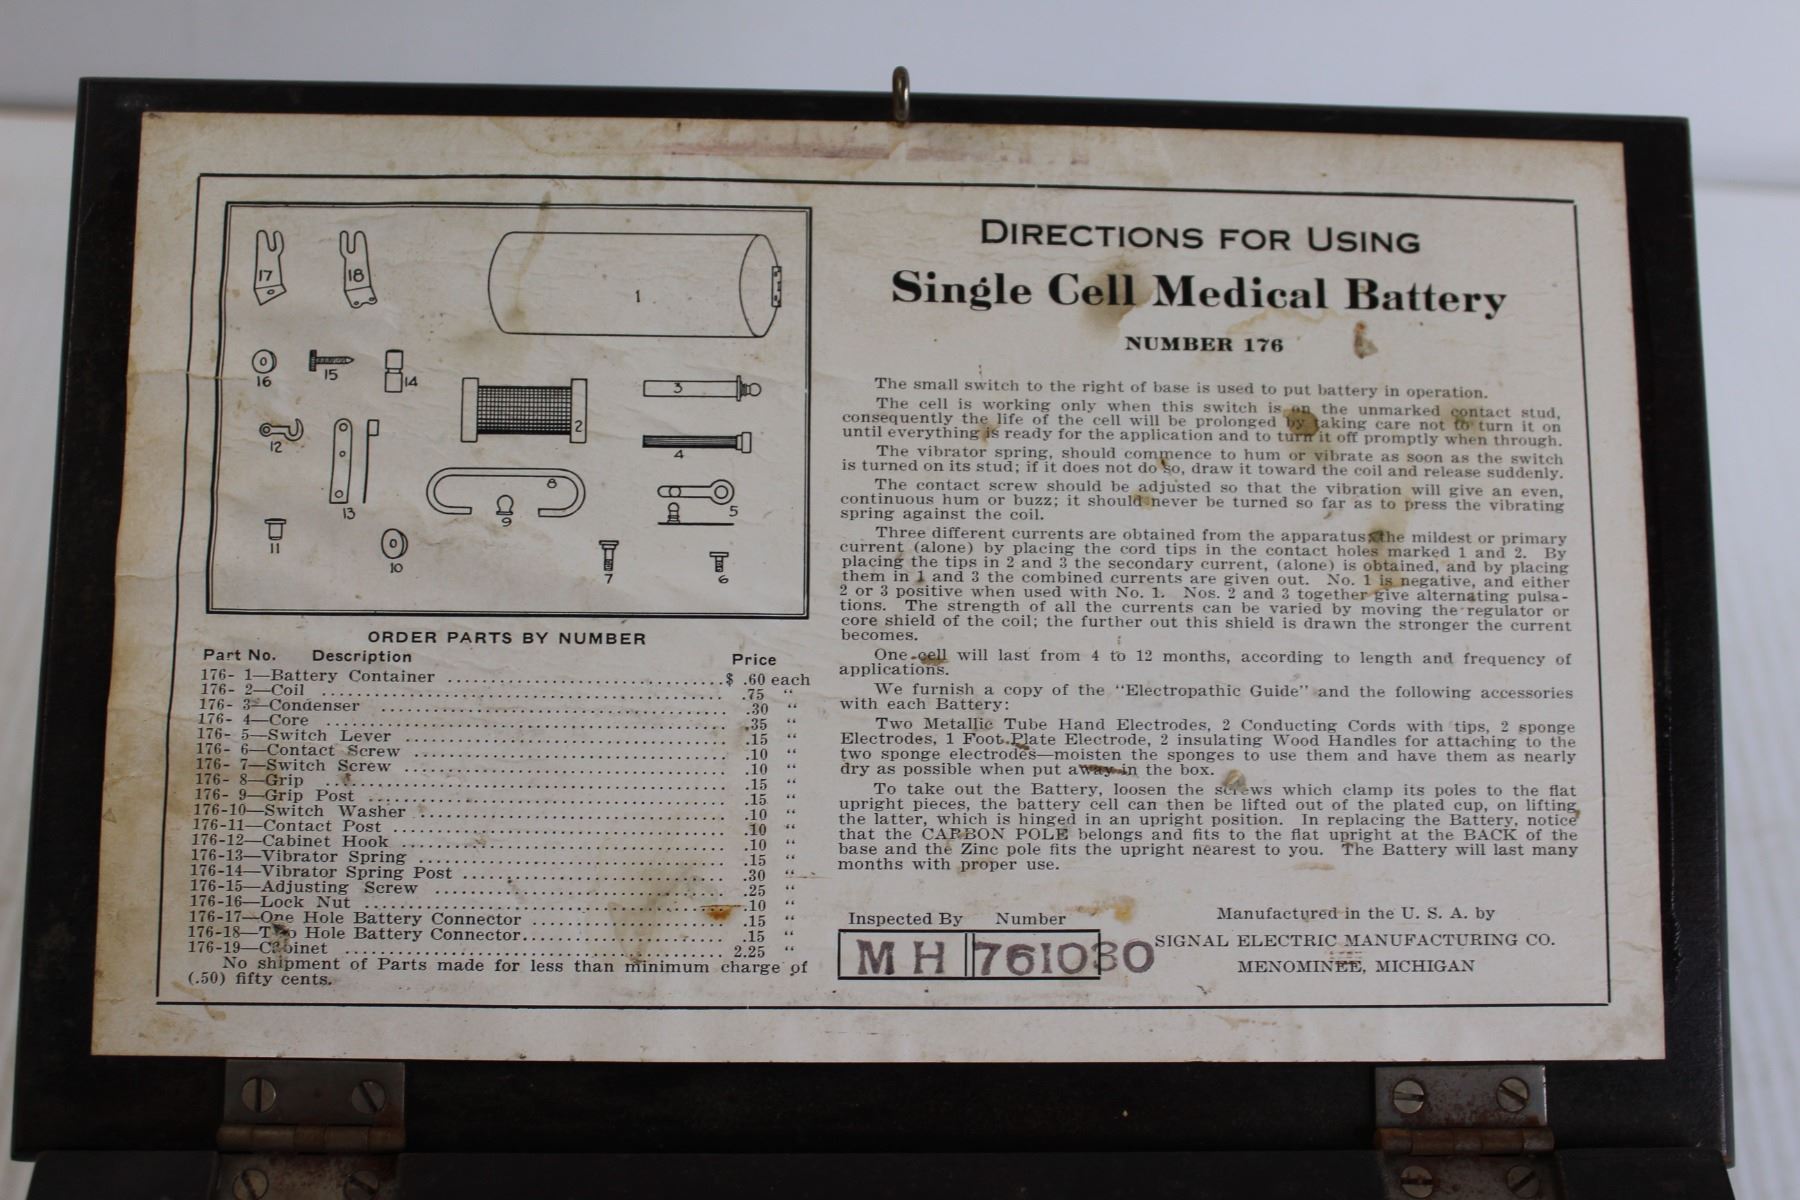 17
18
1
16
15
14
3
2
12
4
13
8
9
5
11
10
7
6
ORDER PARTS BY NUMBER
Part No. Description Price
176- 1—Battery Container ........ $ .60 each
176- 2—Coil ........ .75 “
176- 3—Condenser ........ .30 “
176- 4—Core ........ .35 “
176- 5—Switch Lever ........ .15 “
176- 6—Contact Screw ........ .10 “
176- 7—Switch Screw ........ .10 “
176- 8—Grip ........ .15 “
176- 9—Grip Post ........ .15 “
176-10—Switch Washer ........ .10 “
176-11—Contact Post ........ .10 “
176-12—Cabinet Hook ........ .10 “
176-13—Vibrator Spring ........ .15 “
176-14—Vibrator Spring Post ........ .30 “
176-15—Adjusting Screw ........ .25 “
176-16—Lock Nut ........ .10 “
176-17—One Hole Battery Connector ........ .15 “
176-18—Two Hole Battery Connector ........ .15 “
176-19—Cabinet ........ 2.25 “
No shipment of Parts made for less than minimum charge of
(.50) fifty cents.
DIRECTIONS FOR USING
Single Cell Medical Battery
NUMBER 176
The small switch to the right of base is used to put battery in operation.
The cell is working only when this switch is on the unmarked contact stud,
consequently the life of the cell will be prolonged by taking care not to turn it on
until everything is ready for the application and to turn it off promptly when through.
The vibrator spring, should commence to hum or vibrate as soon as the switch
is turned on its stud; if it does not do so, draw it toward the coil and release suddenly.
The contact screw should be adjusted so that the vibration will give an even,
continuous hum or buzz; it should never be turned so far as to press the vibrating
spring against the coil.
Three different currents are obtained from the apparatus: the mildest or primary
current (alone) by placing the cord tips in the contact holes marked 1 and 2. By
placing the tips in 2 and 3 the secondary current, (alone) is obtained, and by placing
them in 1 and 3 the combined currents are given out. No. 1 is negative, and either
2 or 3 positive when used with No. 1. Nos. 2 and 3 together give alternating pulsa-
tions. The strength of all the currents can be varied by moving the regulator or
core shield of the coil; the further out this shield is drawn the stronger the current
becomes.
One cell will last from 4 to 12 months, according to length and frequency of
applications.
We furnish a copy of the “Electropathic Guide” and the following accessories
with each Battery:
Two Metallic Tube Hand Electrodes, 2 Conducting Cords with tips, 2 sponge
Electrodes, 1 Foot Plate Electrode, 2 insulating Wood Handles for attaching to the
two sponge electrodes—moisten the sponges to use them and have them as nearly
dry as possible when put away in the box.
To take out the Battery, loosen the screws which clamp its poles to the flat
upright pieces, the battery cell can then be lifted out of the plated cup, on lifting
the latter, which is hinged in an upright position. In replacing the Battery, notice
that the CARBON POLE belongs and fits to the flat upright at the BACK of the
base and the Zinc pole fits the upright nearest to you. The Battery will last many
months with proper use.
Inspected By Number
MH 761030
Manufactured in the U. S. A. by
SIGNAL ELECTRIC MANUFACTURING CO.
MENOMINEE, MICHIGAN